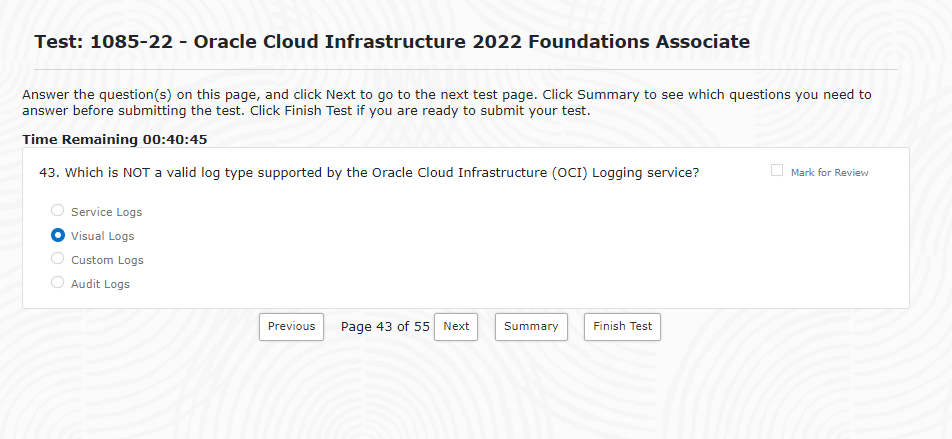 Test: 1085-22 - Oracle Cloud Infrastructure 2022 Foundations Associate
Answer the question(s) on this page, and click Next to go to the next test page. Click Summary to see which questions you need to
answer before submitting the test. Click Finish Test if you are ready to submit your test.
Time Remaining 00:40:45
43. Which is NOT a valid log type supported by the Oracle Cloud Infrastructure (OCI) Logging service? Mark for Review
Service Logs
Visual Logs
Custom Logs
Audit Logs
Previous Page 43 of 55 Next Summary Finish Test